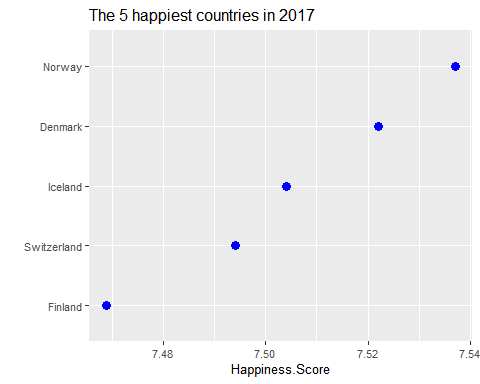 The 5 happiest countries in 2017
Norway
Denmark
Iceland
Switzerland
Finland
7.48 7.50 7.52 7.54
Happiness.Score